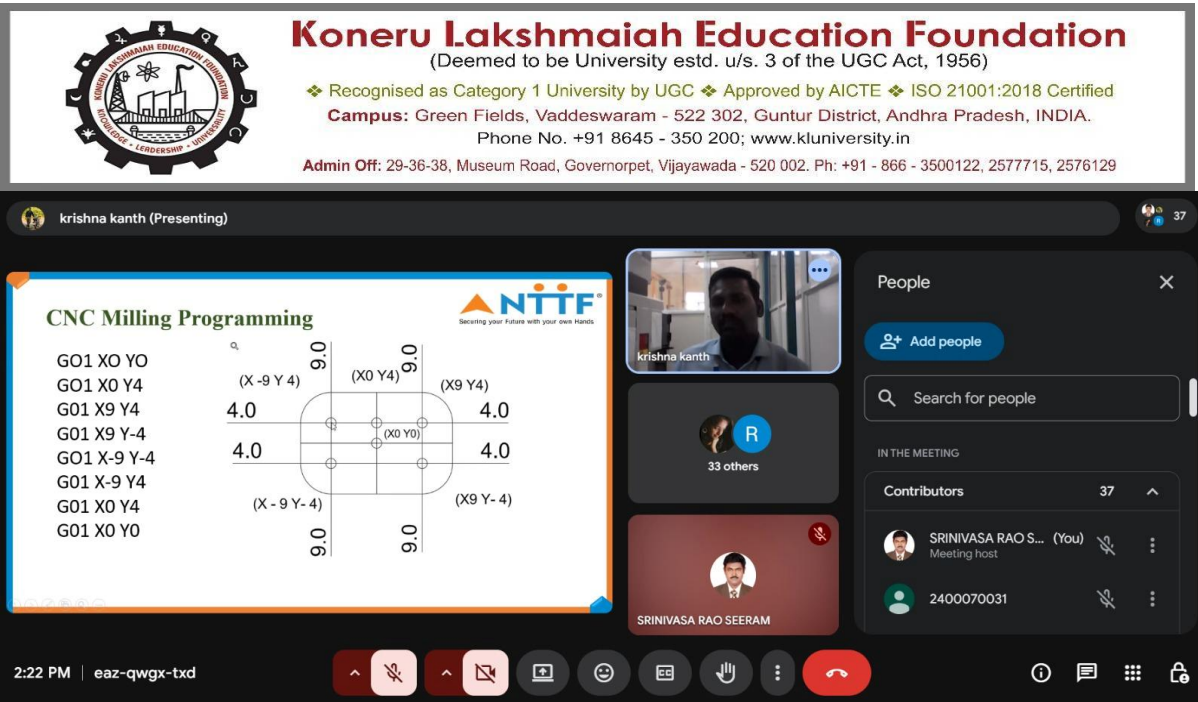 Koneru Lakshmaiah Education Foundation
(Deemed to be University estd. u/s. 3 of the UGC Act, 1956)
❖ Recognised as Category 1 University by UGC ❖ Approved by AICTE ❖ ISO 21001:2018 Certified
Campus: Green Fields, Vaddeswaram - 522 302, Guntur District, Andhra Pradesh, INDIA.
Phone No. +91 8645 - 350 200; www.kluniversity.in
Admin Off: 29-36-38, Museum Road, Governorpet, Vijayawada - 520 002. Ph: +91 - 866 - 3500122, 2577715, 2576129
KONERU LAKSHMAIAH EDUCATION FOUNDATION
KNOWLEDGE - LEADERSHIP - UNIVERSALITY
krishna kanth (Presenting)
37
CNC Milling Programming
NTTF
Securing your Future with your own Hands
GO1 XO YO
GO1 X0 Y4
G01 X9 Y4
G01 X9 Y-4
GO1 X-9 Y-4
G01 X-9 Y4
G01 X0 Y4
G01 X0 Y0
9.0
9.0
(X -9 Y 4)
(X0 Y4)
(X9 Y4)
4.0
4.0
(X0 Y0)
4.0
4.0
(X - 9 Y- 4)
(X9 Y- 4)
9.0
9.0
krishna kanth
R
33 others
SRINIVASA RAO SEERAM
People
Add people
Search for people
IN THE MEETING
Contributors 37
SRINIVASA RAO S... (You)
Meeting host
2400070031
2:22 PM | eaz-qwgx-txd